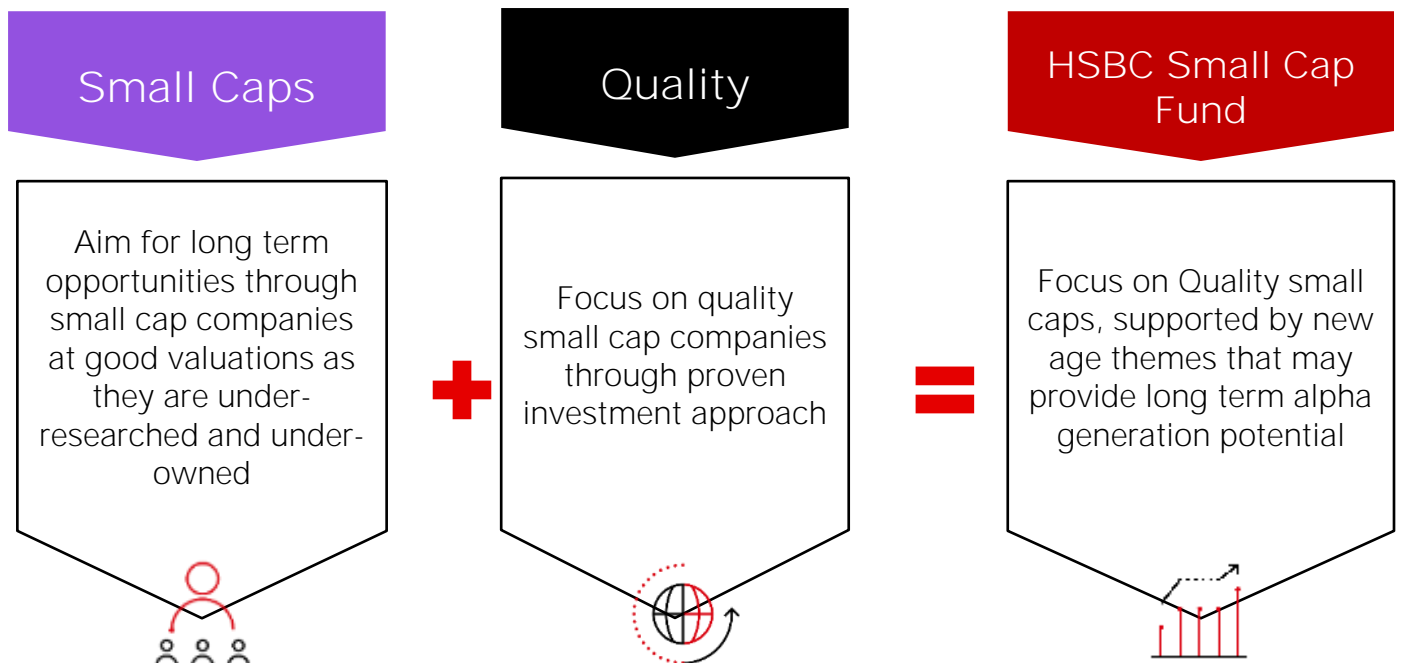 Small Caps
Aim for long term
opportunities through
small cap companies
at good valuations as
they are under-
researched and under-
owned
Quality
Focus on quality
small cap companies
through proven
investment approach
HSBC Small Cap
Fund
Focus on Quality small
caps, supported by new
age themes that may
provide long term alpha
generation potential